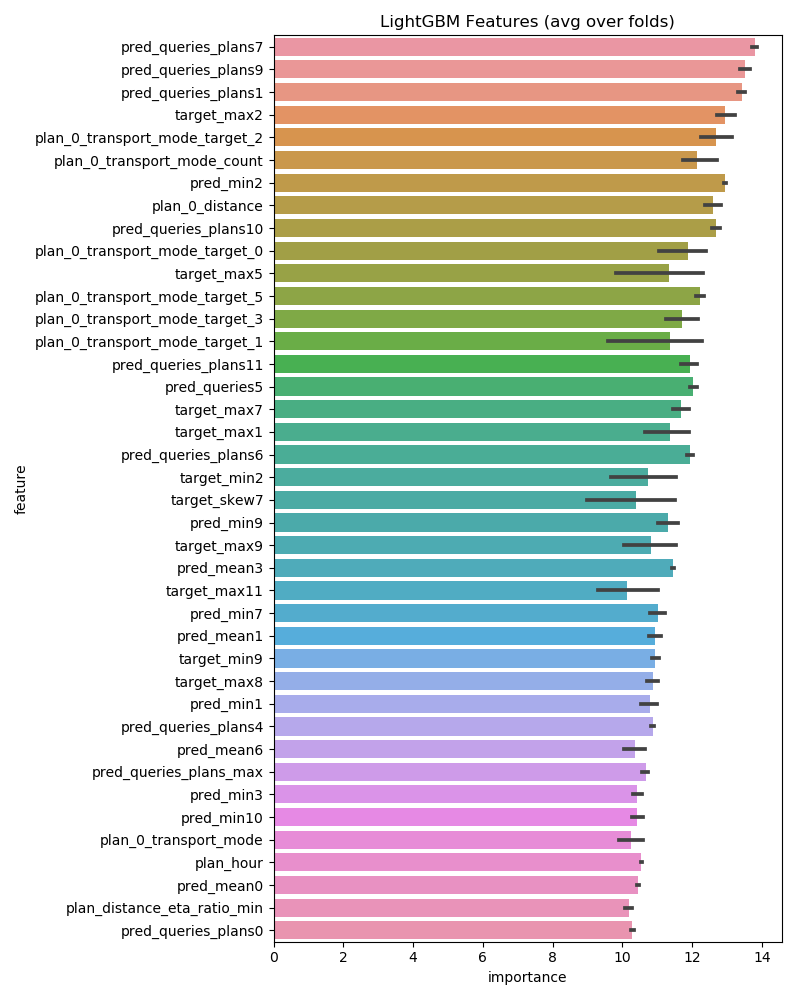 LightGBM Features (avg over folds)
pred_queries_plans7
pred_queries_plans9
pred_queries_plans1
target_max2
plan_0_transport_mode_target_2
plan_0_transport_mode_count
pred_min2
plan_0_distance
pred_queries_plans10
plan_0_transport_mode_target_0
target_max5
plan_0_transport_mode_target_5
plan_0_transport_mode_target_3
plan_0_transport_mode_target_1
pred_queries_plans11
pred_queries5
target_max7
target_max1
pred_queries_plans6
target_min2
target_skew7
pred_min9
target_max9
pred_mean3
target_max11
pred_min7
pred_mean1
target_min9
target_max8
pred_min1
pred_queries_plans4
pred_mean6
pred_queries_plans_max
pred_min3
pred_min10
plan_0_transport_mode
plan_hour
pred_mean0
plan_distance_eta_ratio_min
pred_queries_plans0
feature
0 2 4 6 8 10 12 14
importance